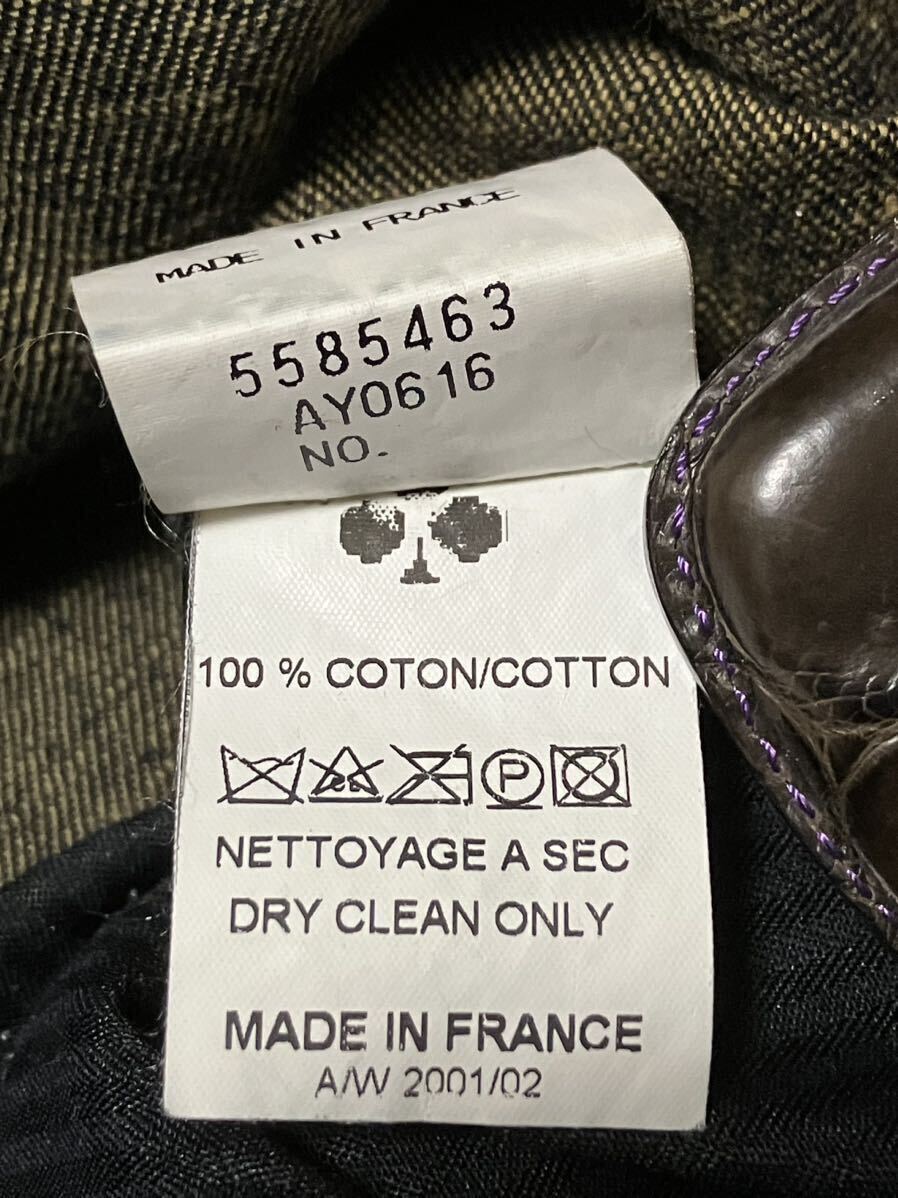 MADE IN FRANCE
5585463
AY0616
NO.
100 % COTON/COTTON
P
NETTOYAGE A SEC
DRY CLEAN ONLY
MADE IN FRANCE
A/W 2001/02